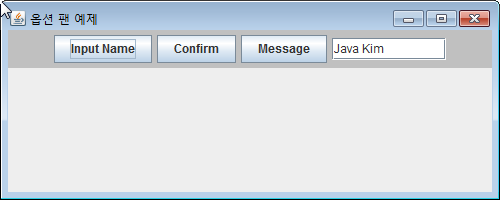 옵션 팬 예제
Input Name Confirm Message Java Kim